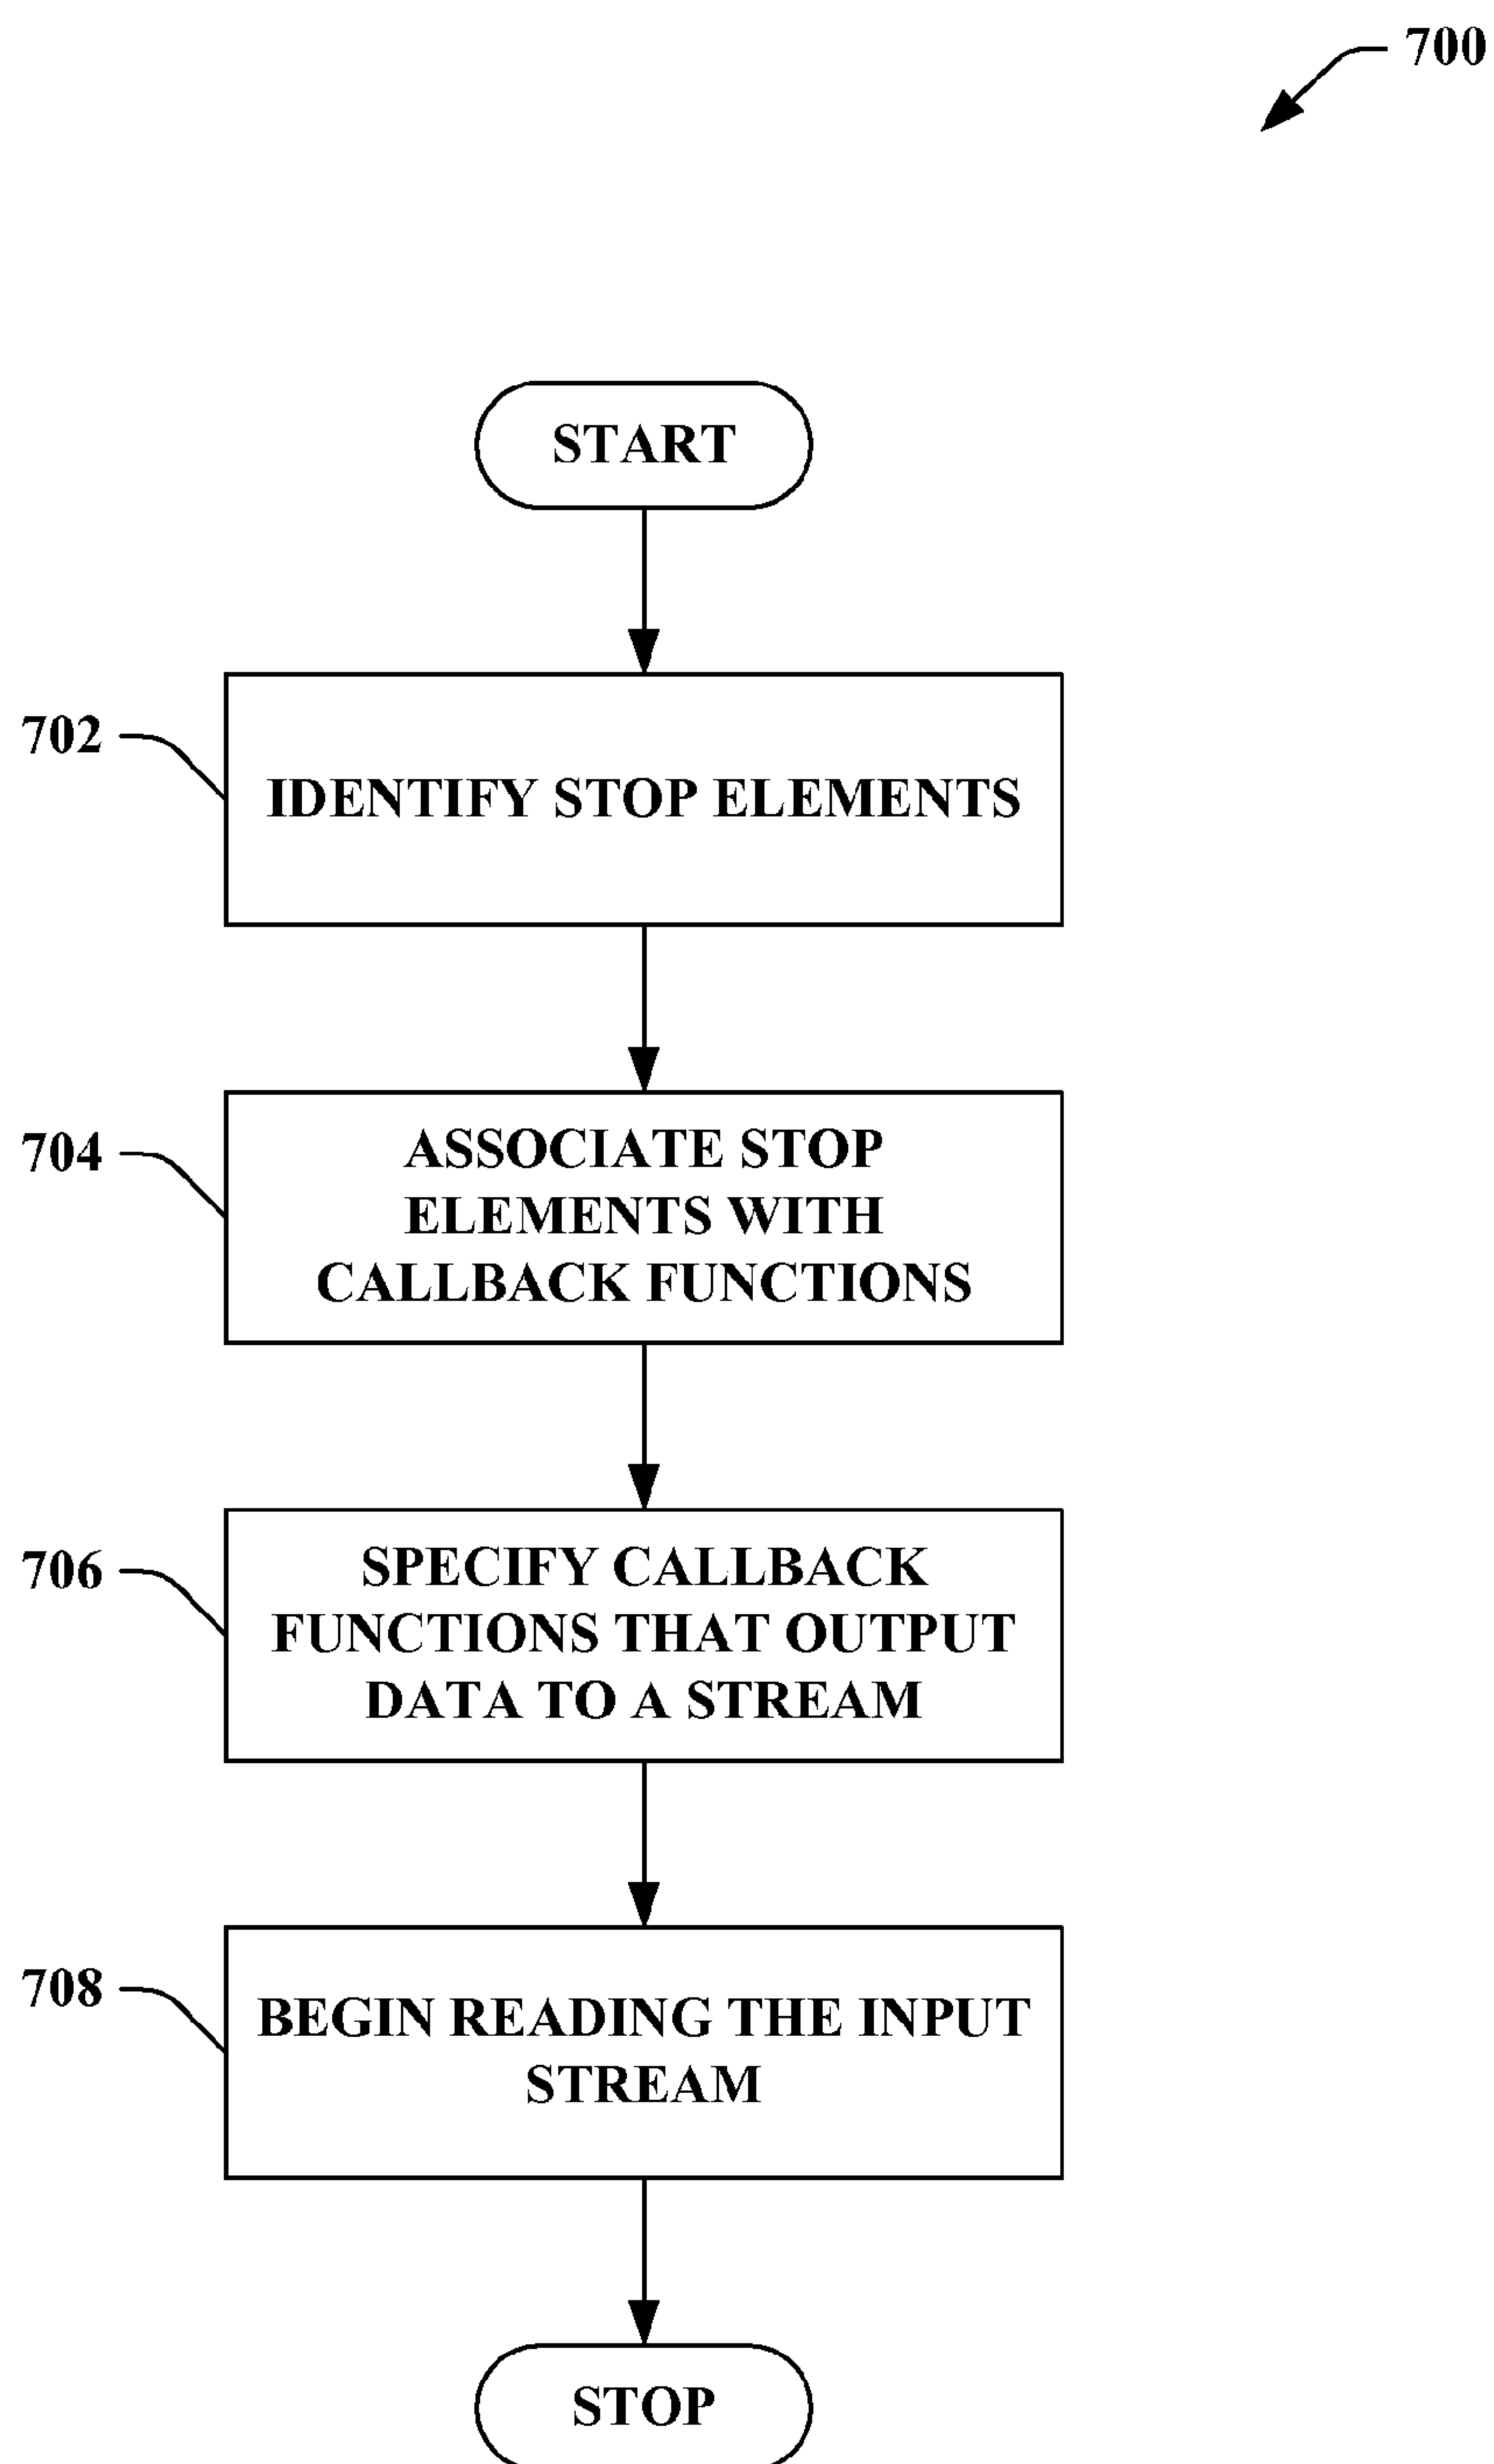 700
START
702
IDENTIFY STOP ELEMENTS
704
ASSOCIATE STOP
ELEMENTS WITH
CALLBACK FUNCTIONS
706
SPECIFY CALLBACK
FUNCTIONS THAT OUTPUT
DATA TO A STREAM
708
BEGIN READING THE INPUT
STREAM
STOP